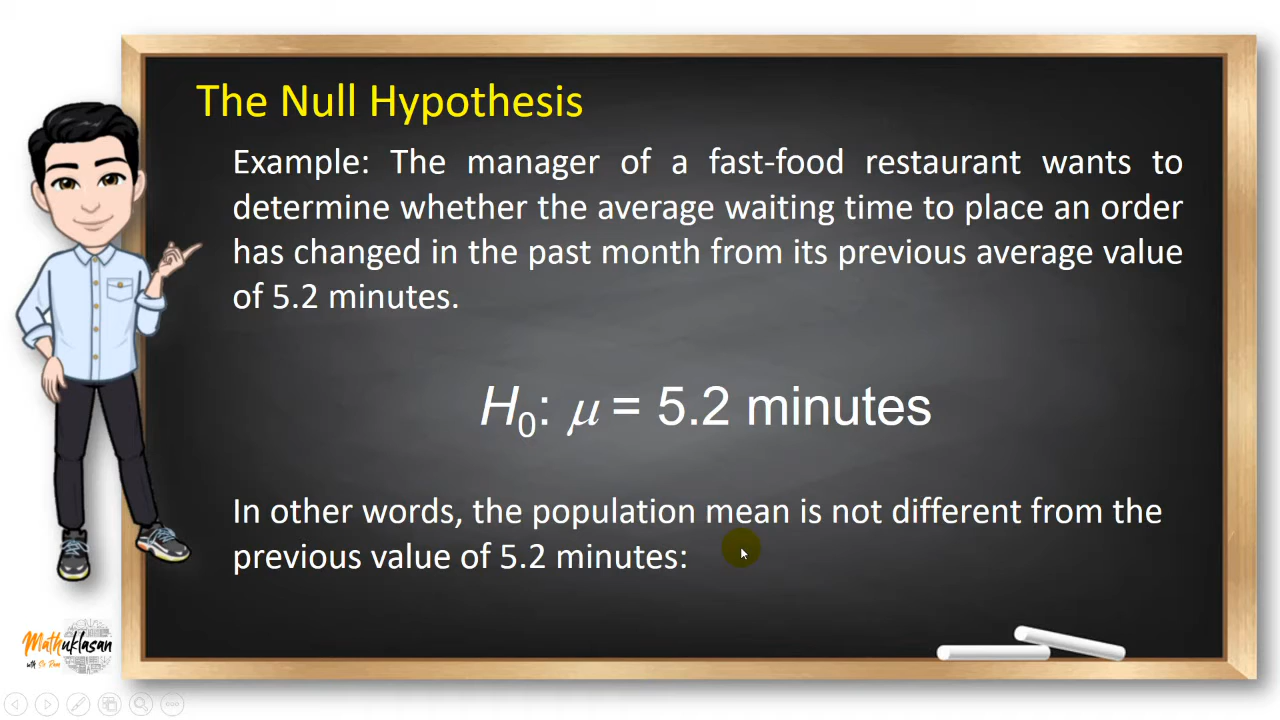 The Null Hypothesis
Example: The manager of a fast-food restaurant wants to
determine whether the average waiting time to place an order
has changed in the past month from its previous average value
of 5.2 minutes.
H₀: μ = 5.2 minutes
In other words, the population mean is not different from the
previous value of 5.2 minutes:
Mathuklasan
with Sir Ram